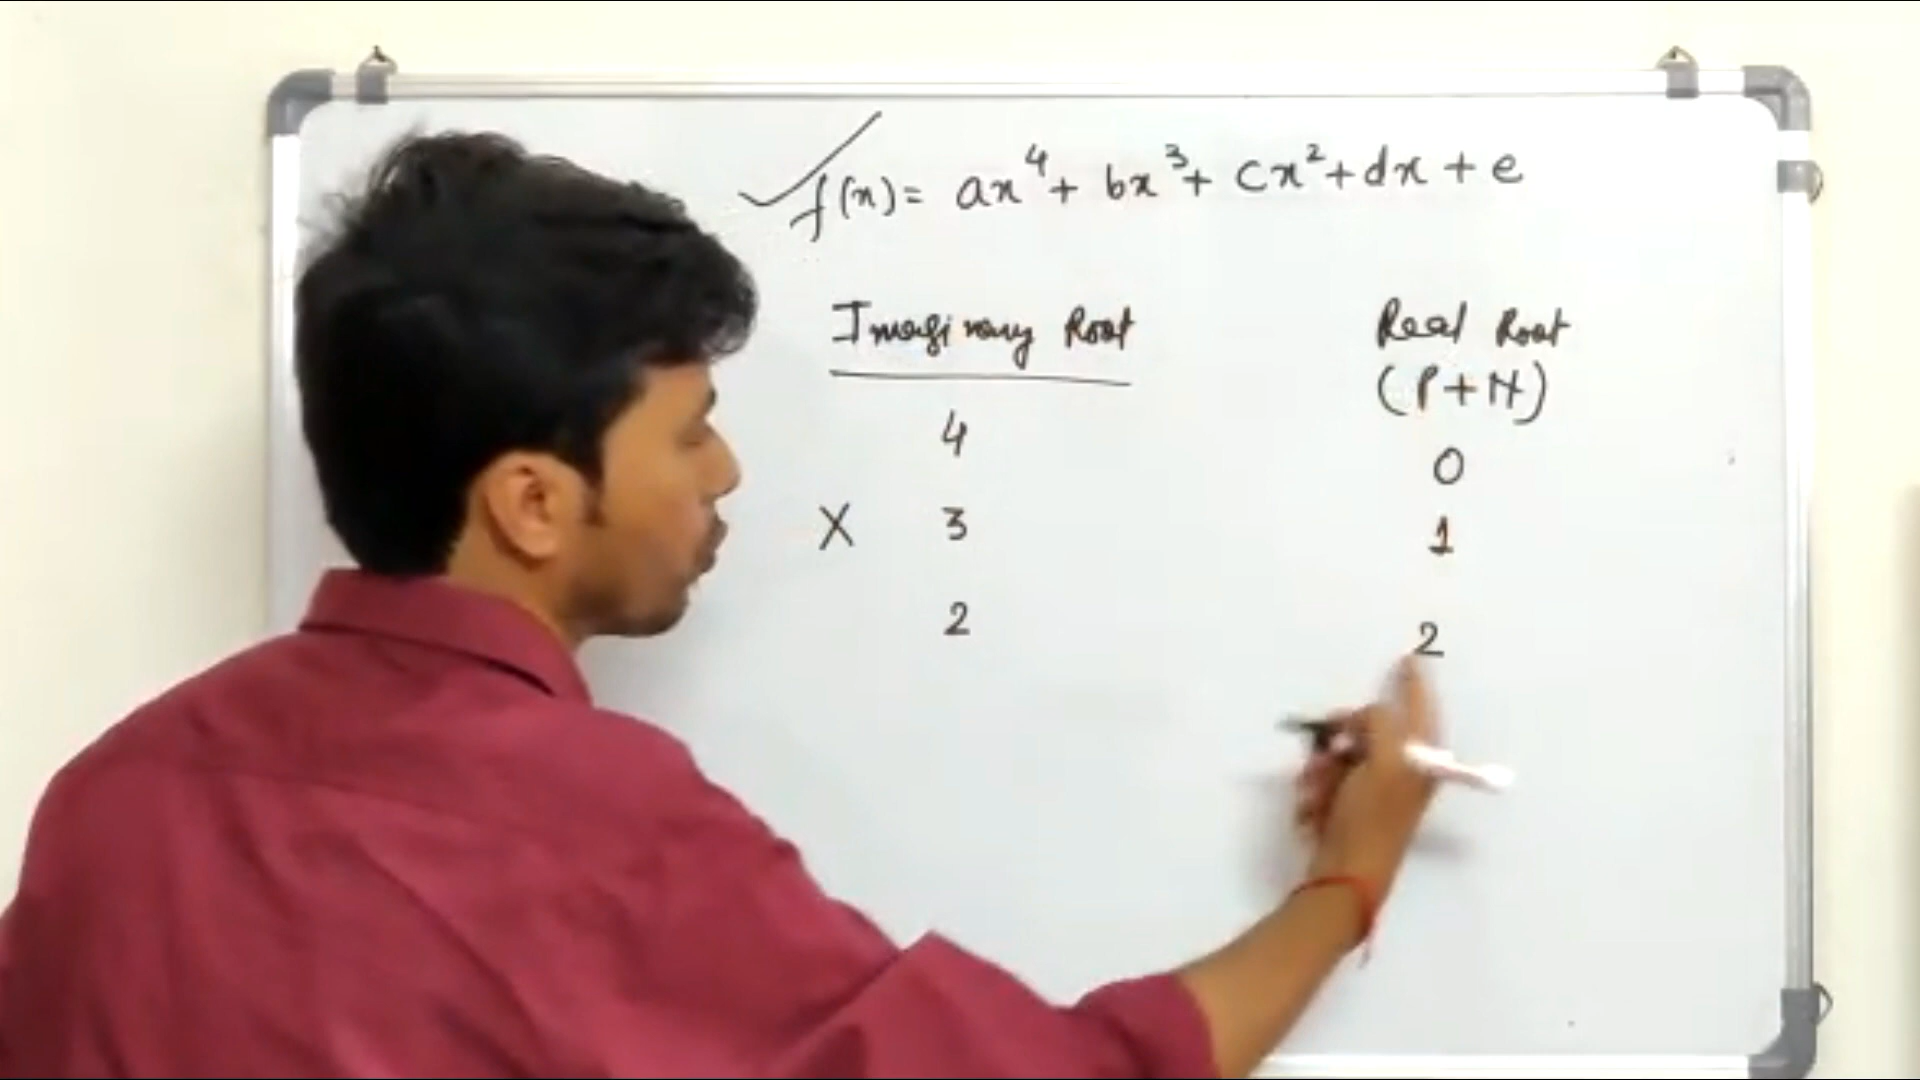 f(x) = ax⁴ + bx³ + cx² + dx + e
Imaginary Root Real Root
(P+N)
4 0
X 3 1
2 2